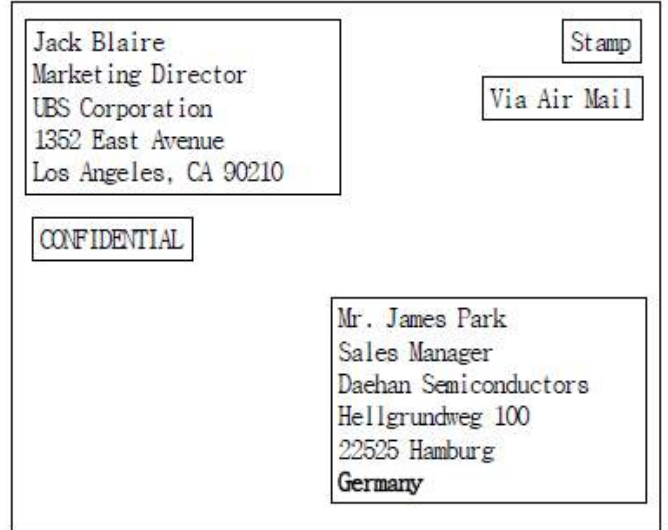 Jack Blaire
Marketing Director
UBS Corporation
1352 East Avenue
Los Angeles, CA 90210
Stamp
Via Air Mail
CONFIDENTIAL
Mr. James Park
Sales Manager
Daehan Semiconductors
Hellgrundweg 100
22525 Hamburg
Germany